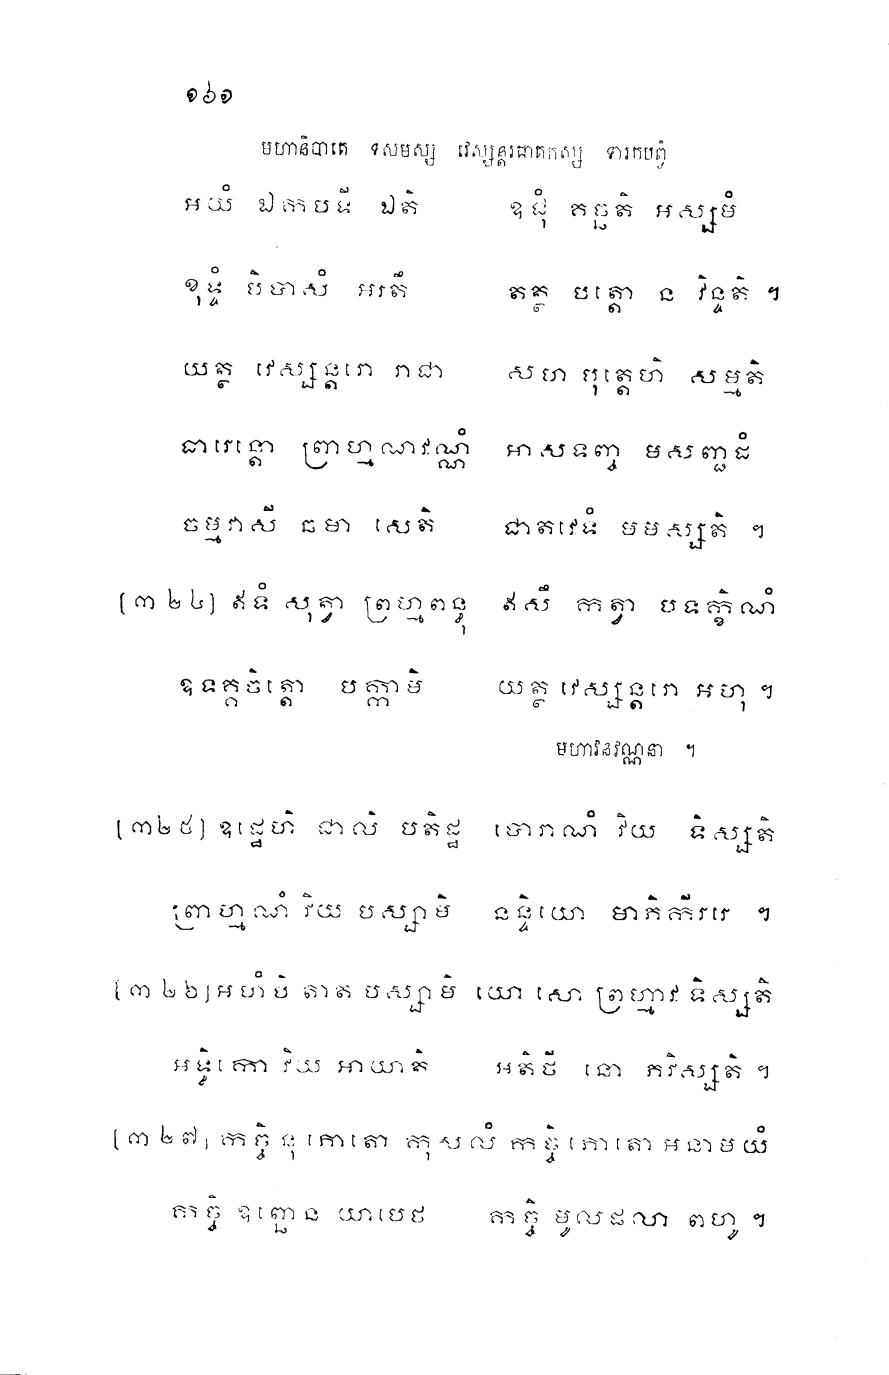 ១៦១
មហានិបាតេ ទសមស្ស វេស្សន្តរជាតកស្ស ទារកបព្វំ
អយំ ឯកបទី ឯតិ ឧជុំ គច្ឆតិ អស្សមំ
ខុទ្ទំ បិបាសំ អរតឹ តត្ថ បត្តោ ន វិន្ទតិ ។
យត្ថ វេស្សន្តរោ រាជា សហ បុត្តេហិ សម្មតិ
ធារេន្តោ ព្រាហ្មណវណ្ណំ អាសទញ្ច មសញ្ជដំ
ចម្មវាសី ឆមា សេតិ ជាតវេទំ នមស្សតិ ។
[៣២៤] ឥទំ សុត្វា ព្រហ្មពន្ធុ ឥសឹ កត្វា បទក្ខិណំ
ឧទគ្គចិត្តោ បក្កាមិ យត្ថ វេស្សន្តរោ អហុ ។
មហាវនវណ្ណនា ។
[៣២៥] ឧដ្ឋេហិ ជាលិ បតិដ្ឋ បោរាណំ វិយ ទិស្សតិ
ព្រាហ្មណំ វិយ បស្សាមិ នន្ទិយោ មាភិកីររេ ។
[៣២៦] អហំបិ តាត បស្សាមិ យោ សោ ព្រហ្មាវ ទិស្សតិ
អទ្ធិកោ វិយ អាយាតិ អតិថី នោ ភវិស្សតិ ។
[៣២៧] កច្ចិ នុ ភោតោ កុសលំ កច្ចិ ភោតោ អនាមយំ
កច្ចិ ឧញ្ឆេន យាបេថ កច្ចិ មូលផលា ពហូ ។